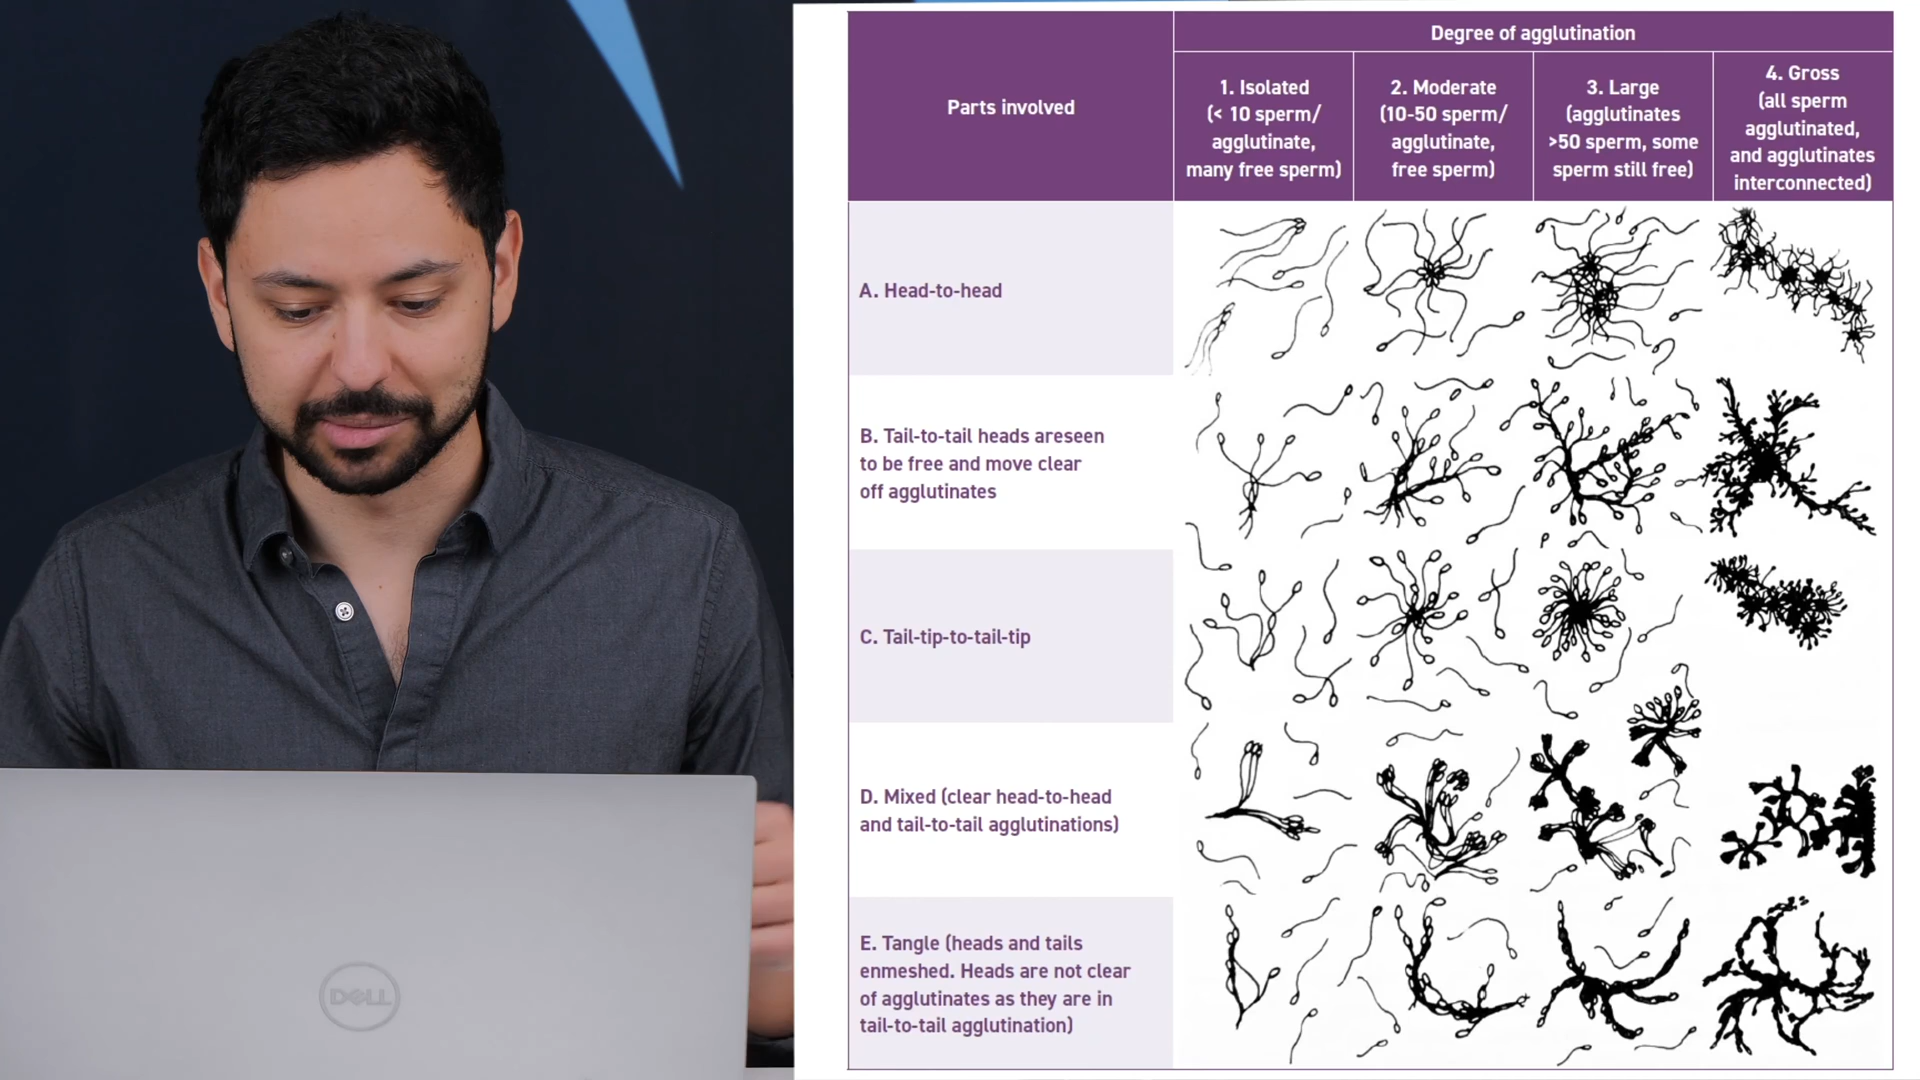 Degree of agglutination
Parts involved
1. Isolated
(< 10 sperm/
agglutinate,
many free sperm)
2. Moderate
(10-50 sperm/
agglutinate,
free sperm)
3. Large
(agglutinates
>50 sperm, some
sperm still free)
4. Gross
(all sperm
agglutinated,
and agglutinates
interconnected)
A. Head-to-head
B. Tail-to-tail heads areseen
to be free and move clear
off agglutinates
C. Tail-tip-to-tail-tip
D. Mixed (clear head-to-head
and tail-to-tail agglutinations)
E. Tangle (heads and tails
enmeshed. Heads are not clear
of agglutinates as they are in
tail-to-tail agglutination)
DELL